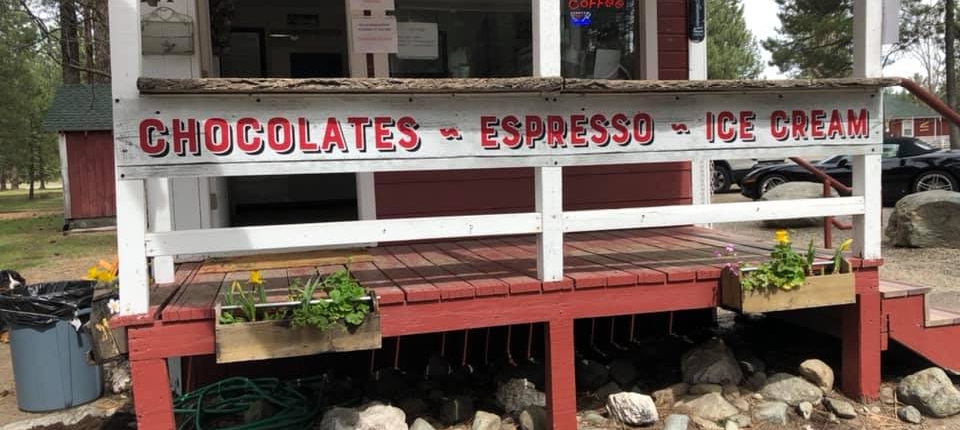 COFFEE
CHOCOLATES ~ ESPRESSO ~ ICE CREAM